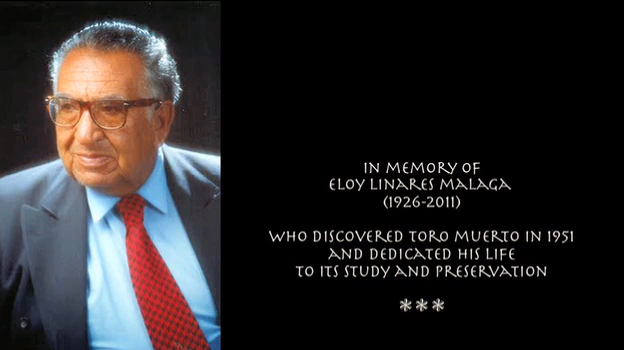 IN MEMORY OF
ELOY LINARES MALAGA
(1926-2011)
WHO DISCOVERED TORO MUERTO IN 1951
AND DEDICATED HIS LIFE
TO ITS STUDY AND PRESERVATION
***